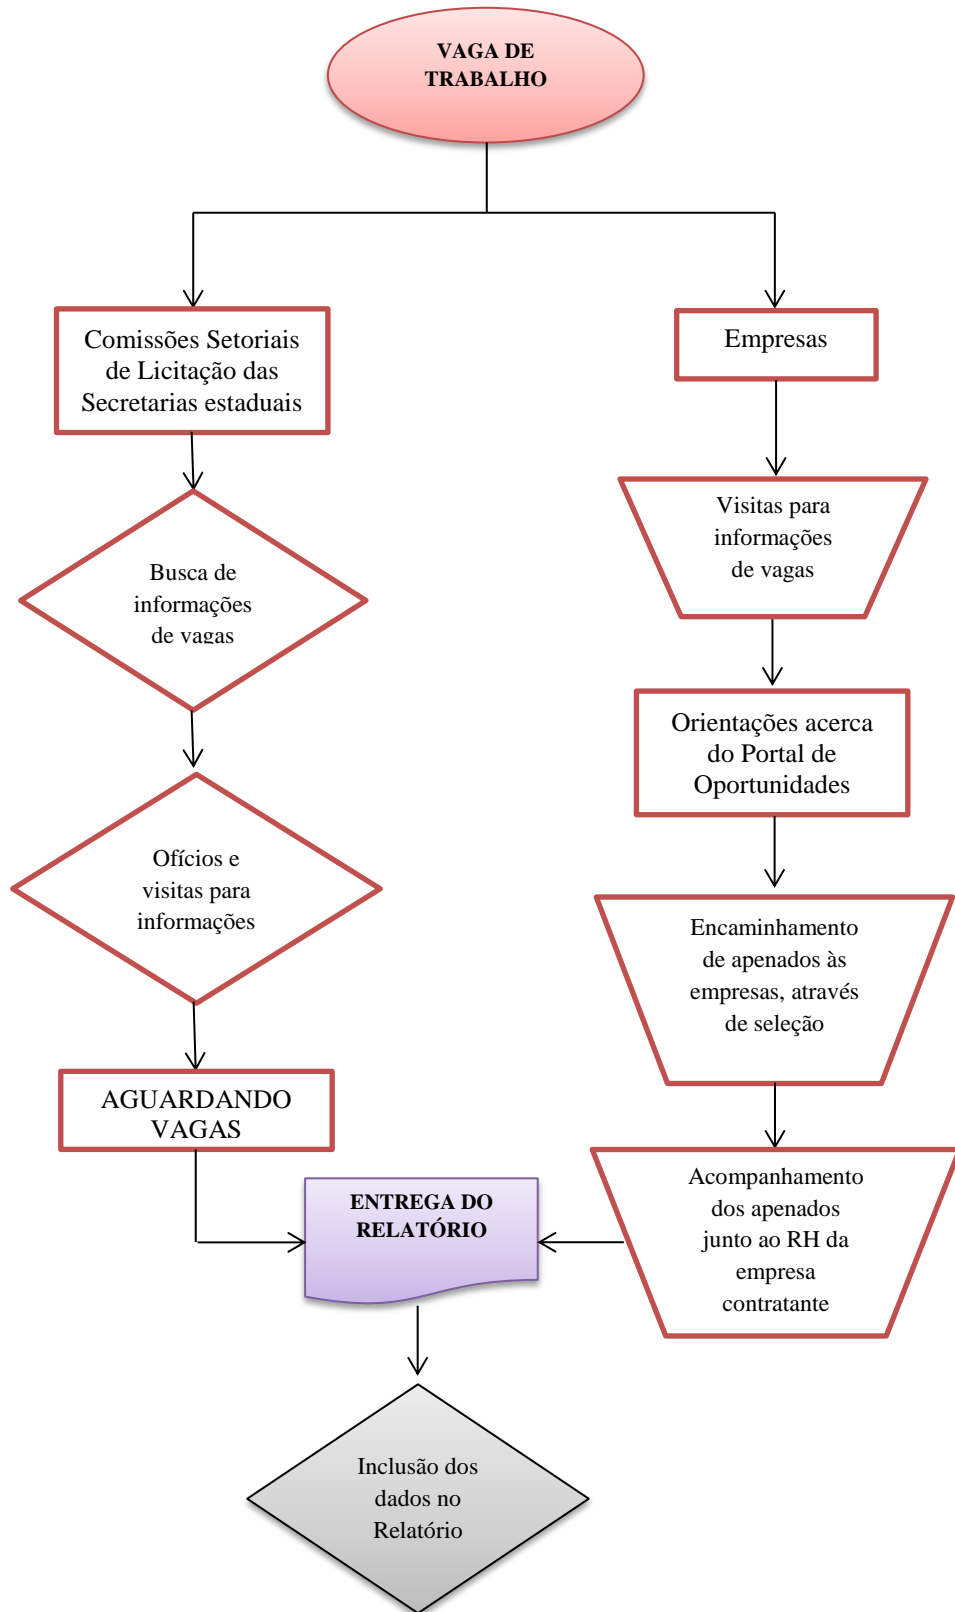 VAGA DE
TRABALHO
Comissões Setoriais
de Licitação das
Secretarias estaduais
Busca de
informações
de vagas
Ofícios e
visitas para
informações
AGUARDANDO
VAGAS
Empresas
Visitas para
informações
de vagas
Orientações acerca
do Portal de
Oportunidades
Encaminhamento
de apenados às
empresas, através
de seleção
Acompanhamento
dos apenados
junto ao RH da
empresa
contratante
ENTREGA DO
RELATÓRIO
Inclusão dos
dados no
Relatório